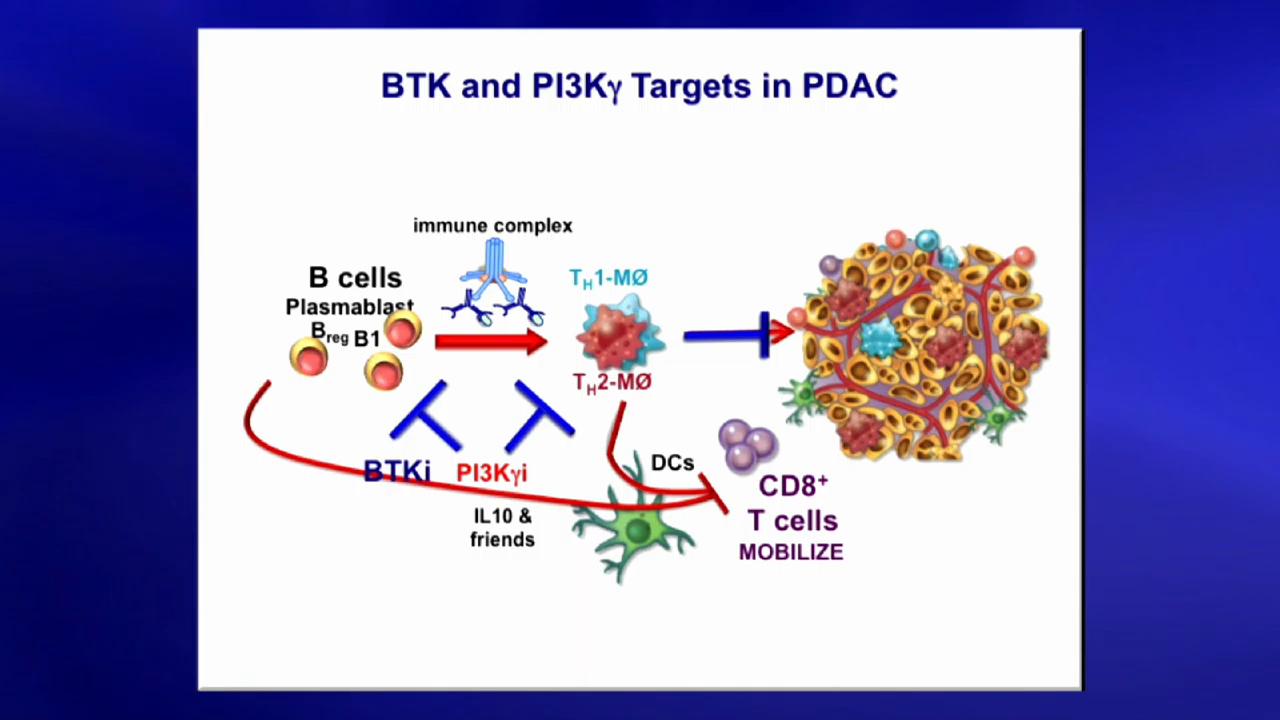 BTK and PI3Kγ Targets in PDAC
immune complex
B cells
Plasmablast
Breg B1
TH1-MØ
TH2-MØ
BTKi
PI3Kγi
IL10 &
friends
DCs
CD8+
T cells
MOBILIZE